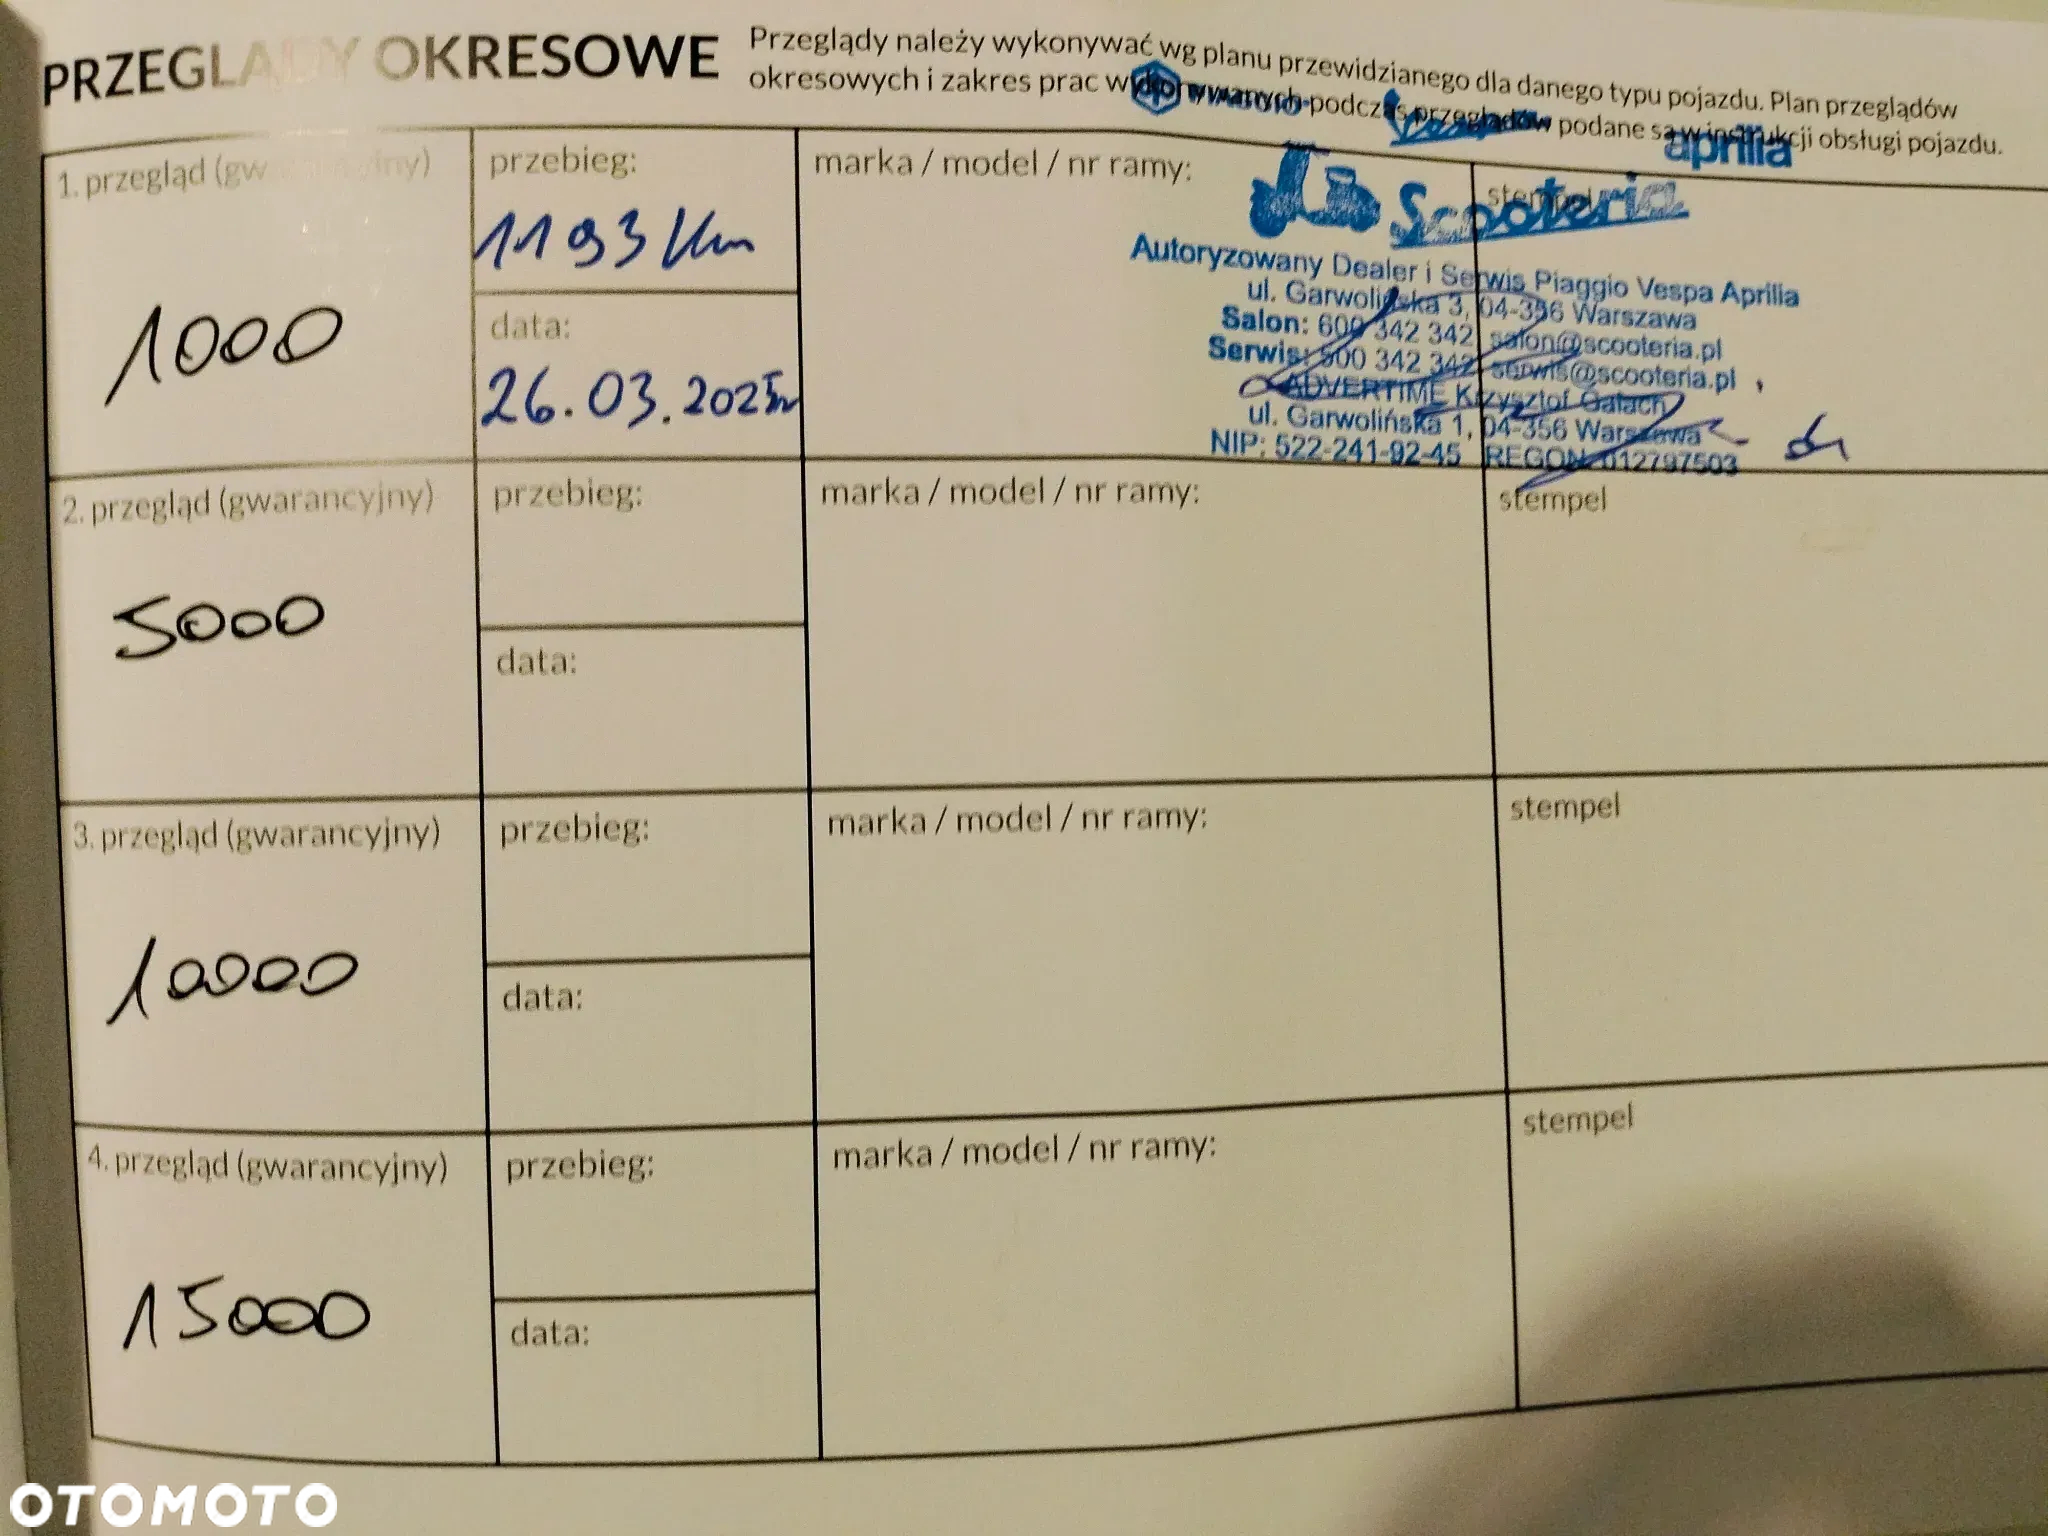 PRZEGLĄDY OKRESOWE
Przeglądy należy wykonywać wg planu przewidzianego dla danego typu pojazdu. Plan przeglądów
okresowych i zakres prac wykonywanych podczas przeglądów podane są w instrukcji obsługi pojazdu.
PIAGGIO
Vespa
aprilia
1. przegląd (gwarancyjny)
przebieg:
marka / model / nr ramy:
stempel
1193 km
1000
data:
26.03.2025r
Scooteria
Autoryzowany Dealer i Serwis Piaggio Vespa Aprilia
ul. Garwolińska 3, 04-356 Warszawa
Salon: 600 342 342 salon@scooteria.pl
Serwis: 500 342 342 serwis@scooteria.pl
ADVERTIME Krzysztof Gałach
ul. Garwolińska 1, 04-356 Warszawa
NIP: 522-241-92-45 REGON 012797503
2. przegląd (gwarancyjny)
przebieg:
marka / model / nr ramy:
stempel
5000
data:
3. przegląd (gwarancyjny)
przebieg:
marka / model / nr ramy:
stempel
10000
data:
4. przegląd (gwarancyjny)
przebieg:
marka / model / nr ramy:
stempel
15000
data:
OTOMOTO